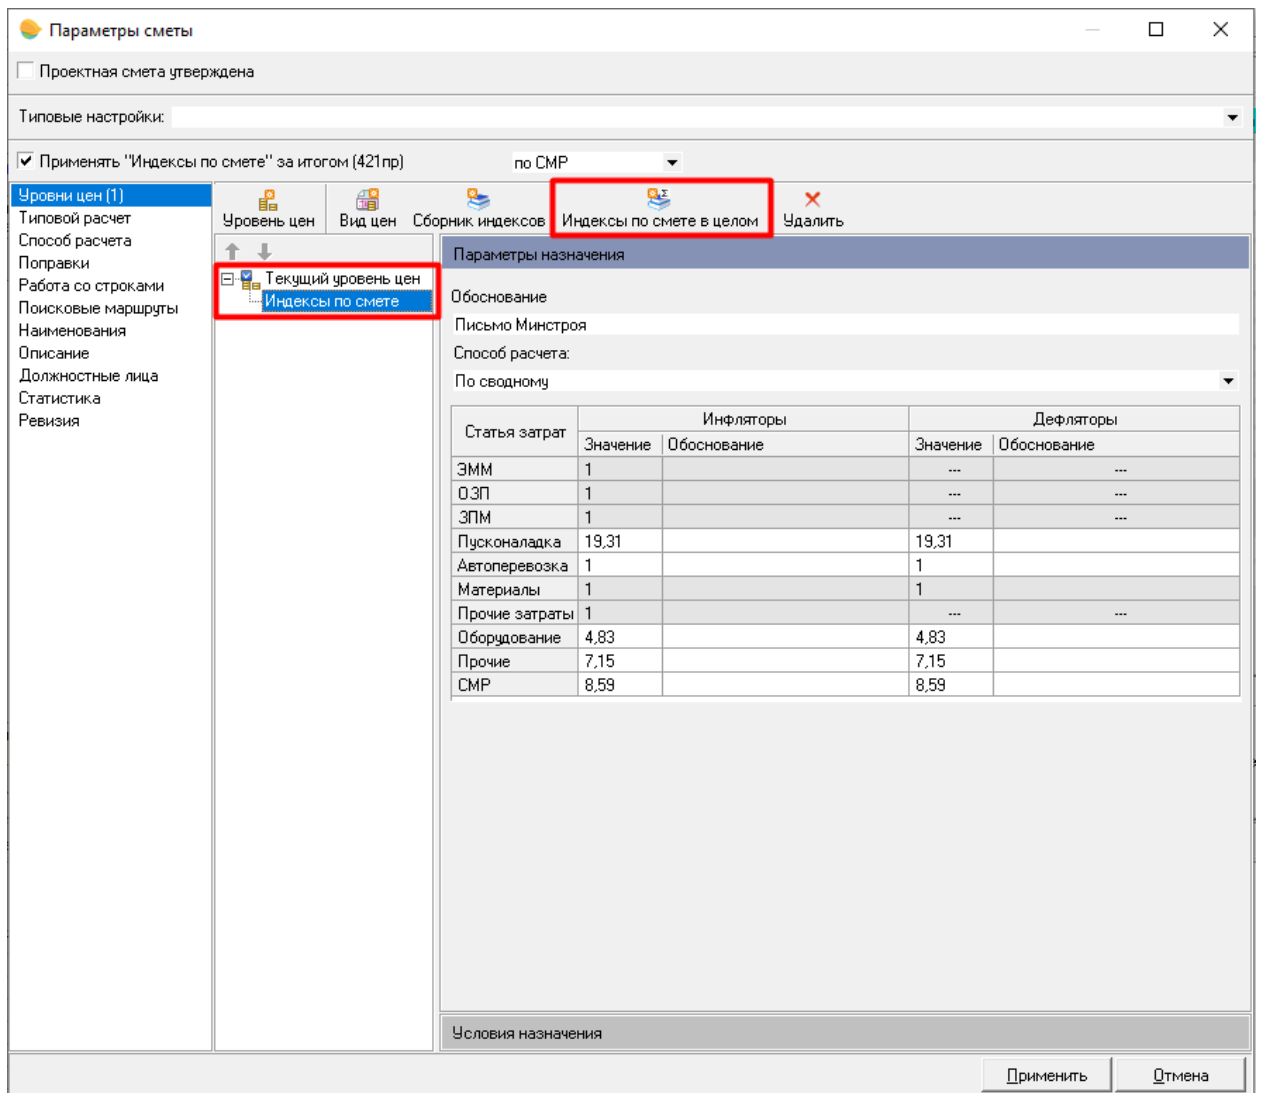 Параметры сметы
Проектная смета утверждена
Типовые настройки:
Применять "Индексы по смете" за итогом (421пр) по СМР
Уровни цен (1)
Типовой расчет
Способ расчета
Поправки
Работа со строками
Поисковые маршруты
Наименования
Описание
Должностные лица
Статистика
Ревизия
Уровень цен Вид цен Сборник индексов Индексы по смете в целом Удалить
Текущий уровень цен
Индексы по смете
Параметры назначения
Обоснование
Письмо Минстроя
Способ расчета:
По сводному
Статья затрат Инфляторы Дефляторы
Значение Обоснование Значение Обоснование
ЭММ 1 --- ---
ОЗП 1 --- ---
ЗПМ 1 --- ---
Пусконаладка 19,31 19,31
Автоперевозка 1 1
Материалы 1 1
Прочие затраты 1 --- ---
Оборудование 4,83 4,83
Прочие 7,15 7,15
СМР 8,59 8,59
Условия назначения
Применить Отмена